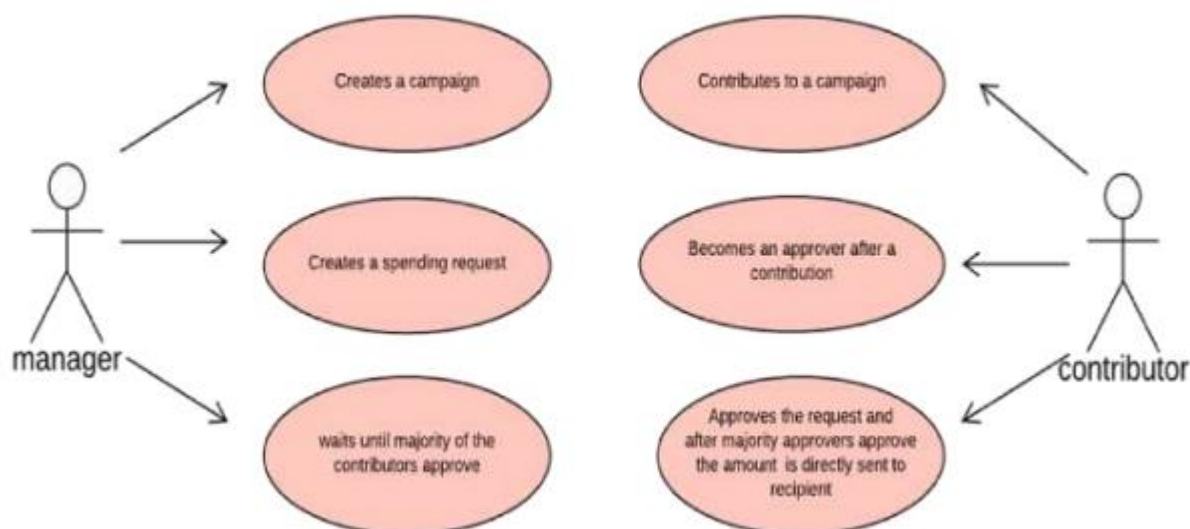 Creates a campaign
Contributes to a campaign
Creates a spending request
Becomes an approver after a
contribution
manager
contributor
waits until majority of the
contributors approve
Approves the request and
after majority approvers approve
the amount is directly sent to
recipient